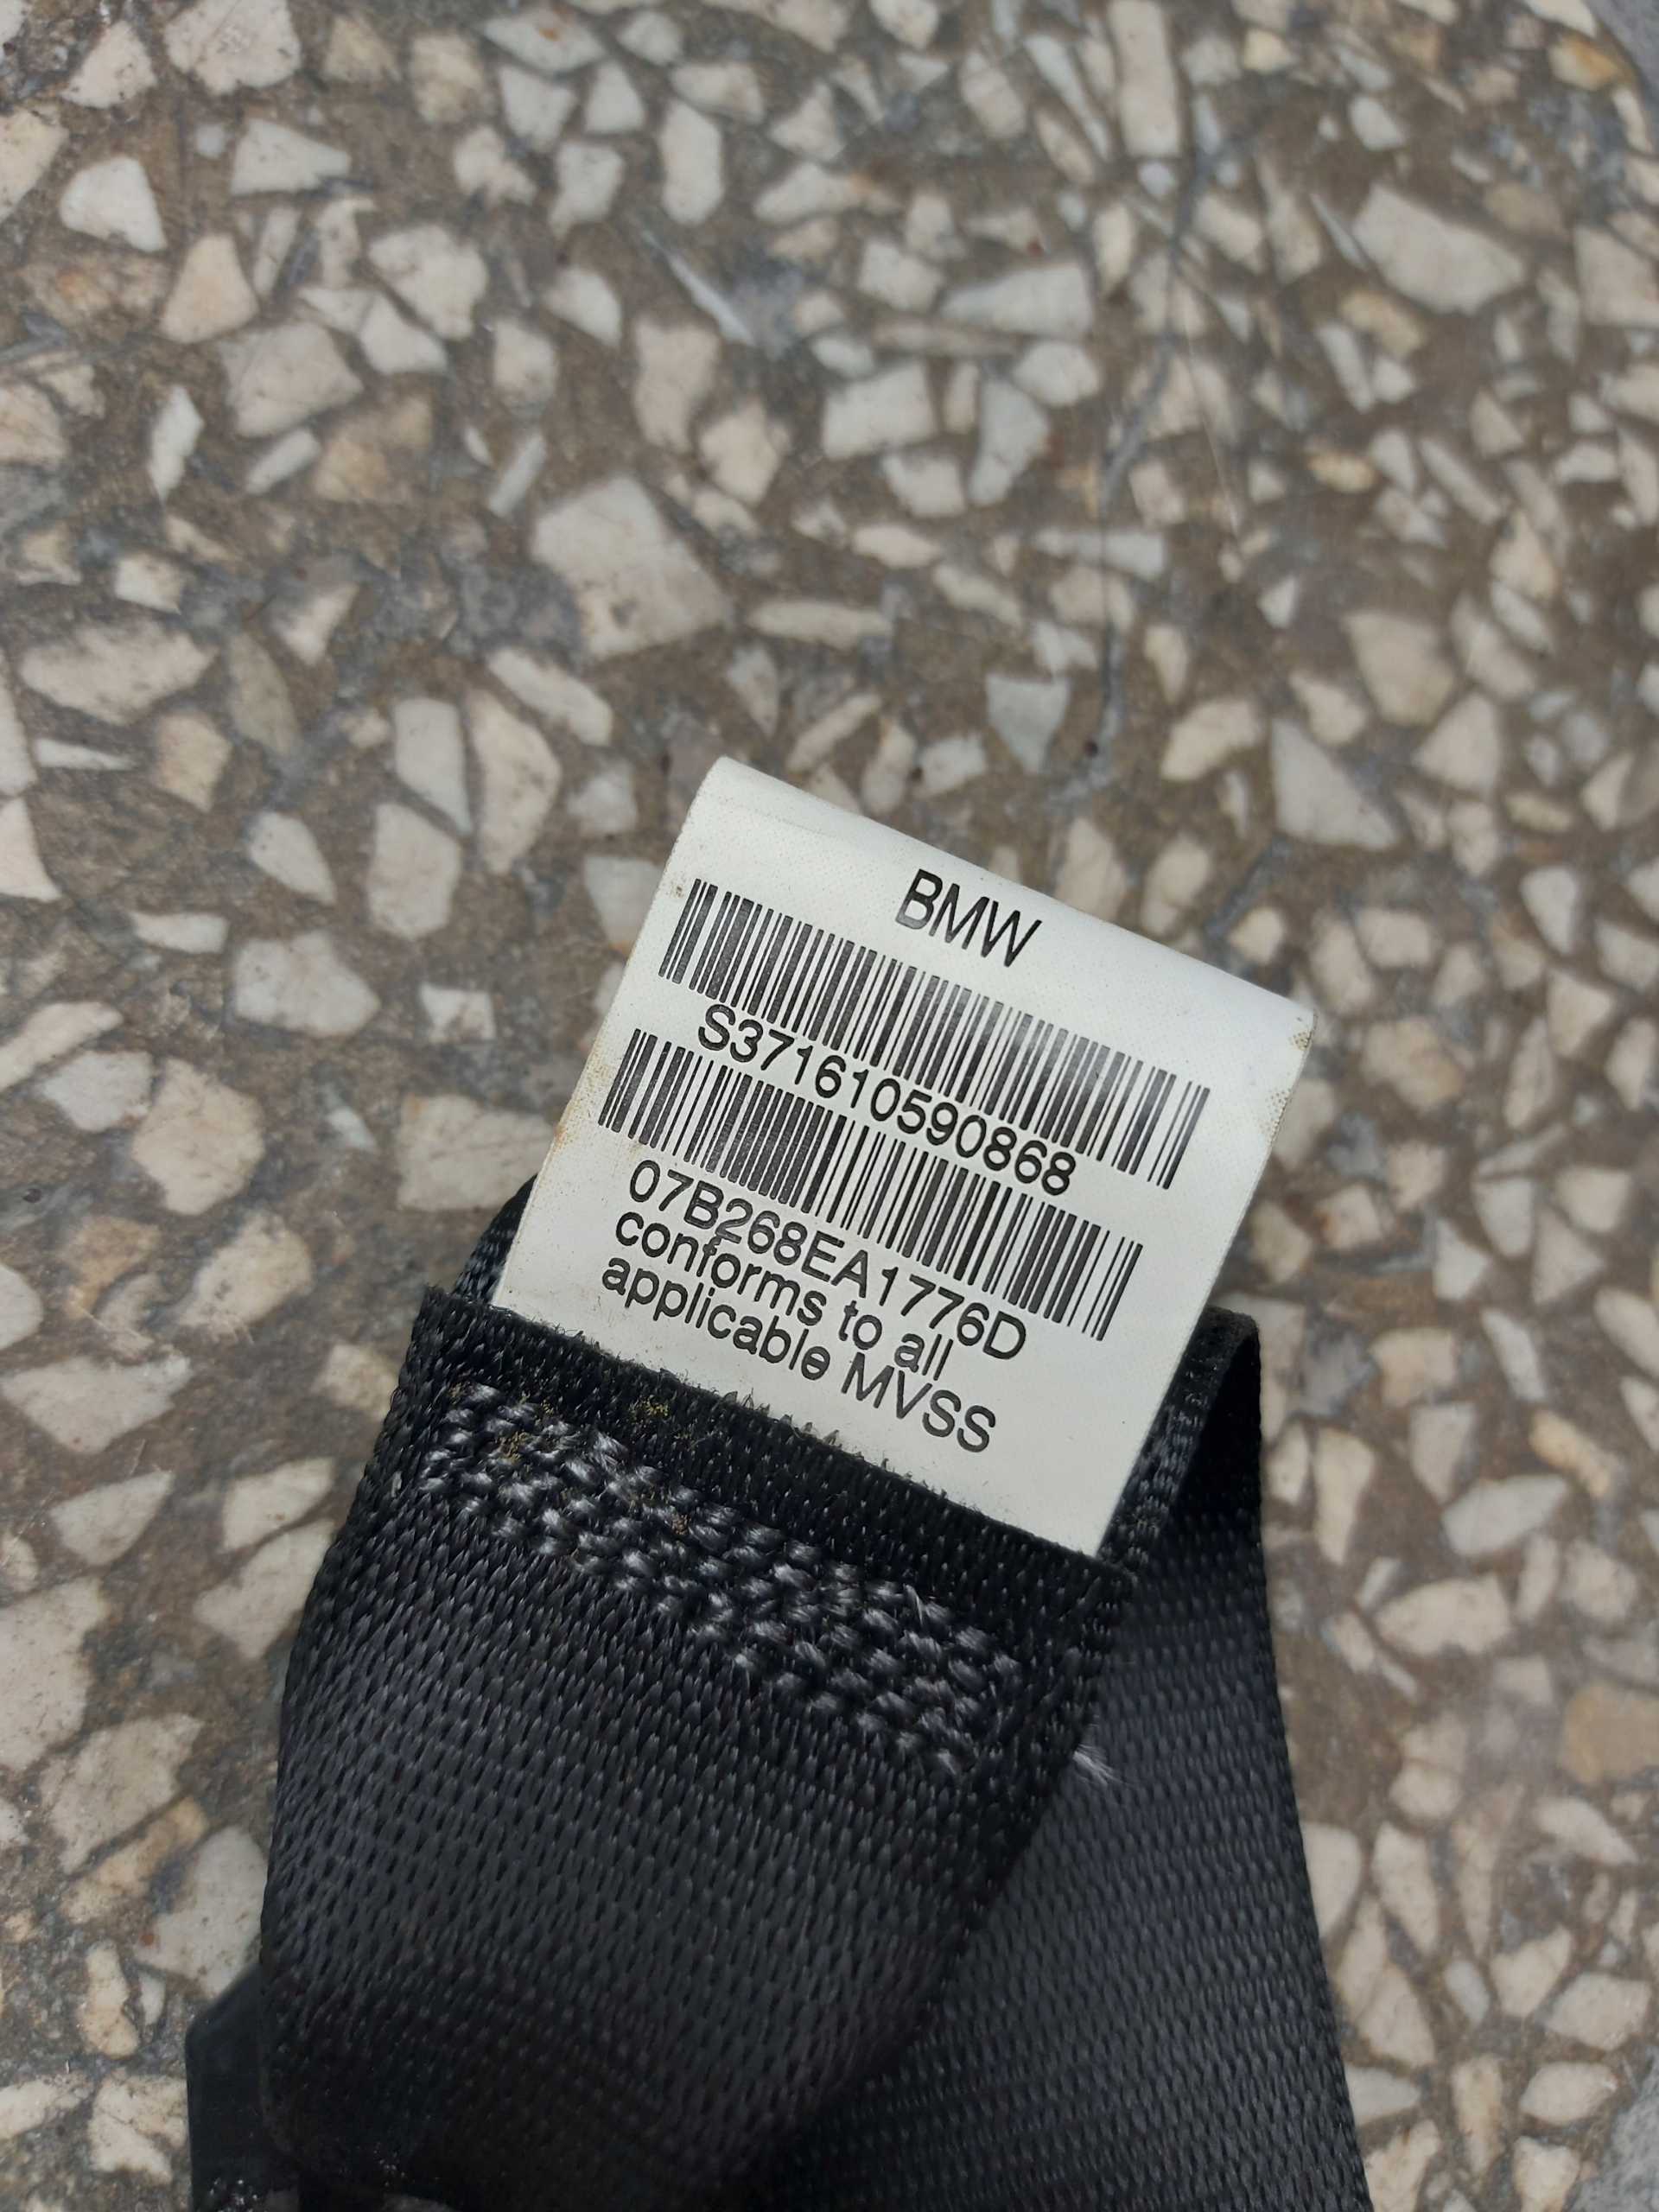 BMW
S371610590868
07B268EA1776D
conforms to all
applicable MVSS